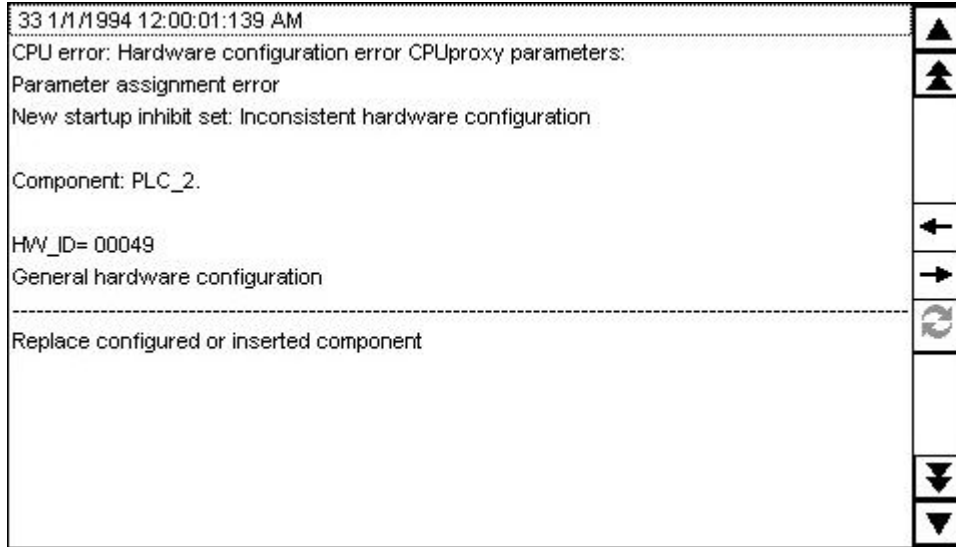 33 1/1/1994 12:00:01:139 AM
CPU error: Hardware configuration error CPUproxy parameters:
Parameter assignment error
New startup inhibit set: Inconsistent hardware configuration
Component: PLC_2.
HW_ID= 00049
General hardware configuration
Replace configured or inserted component